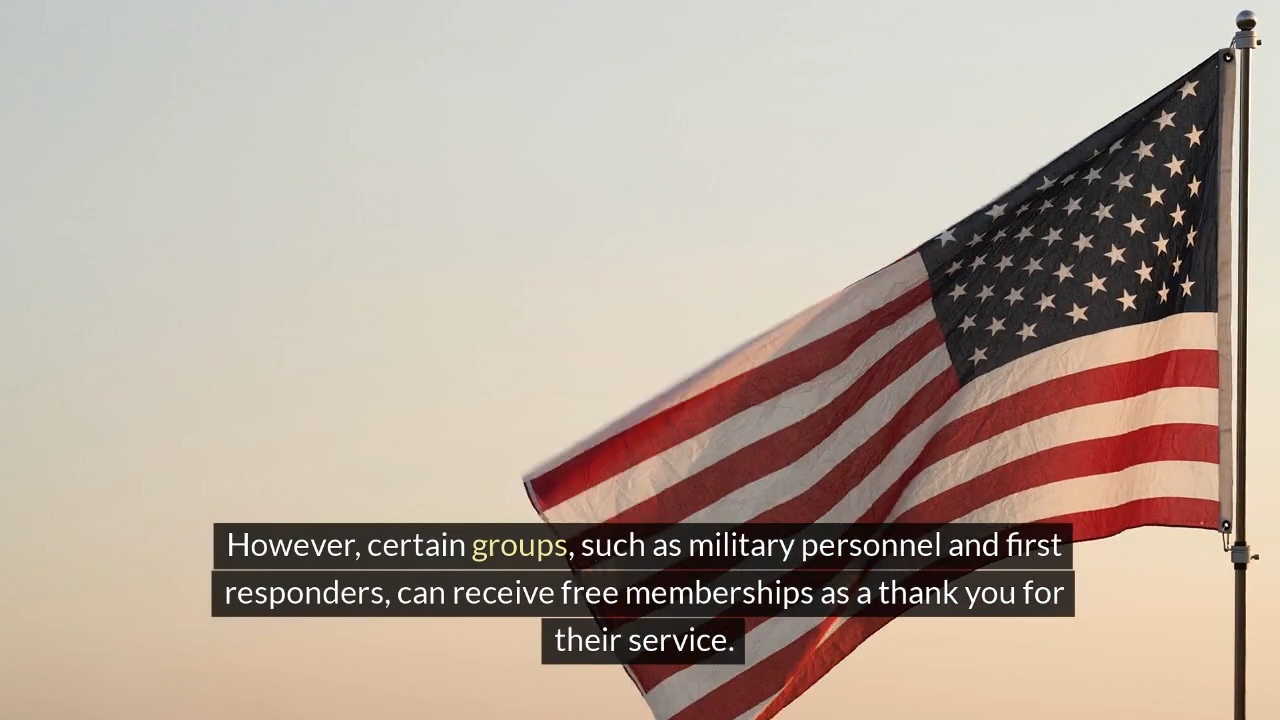 However, certain groups, such as military personnel and first
responders, can receive free memberships as a thank you for
their service.